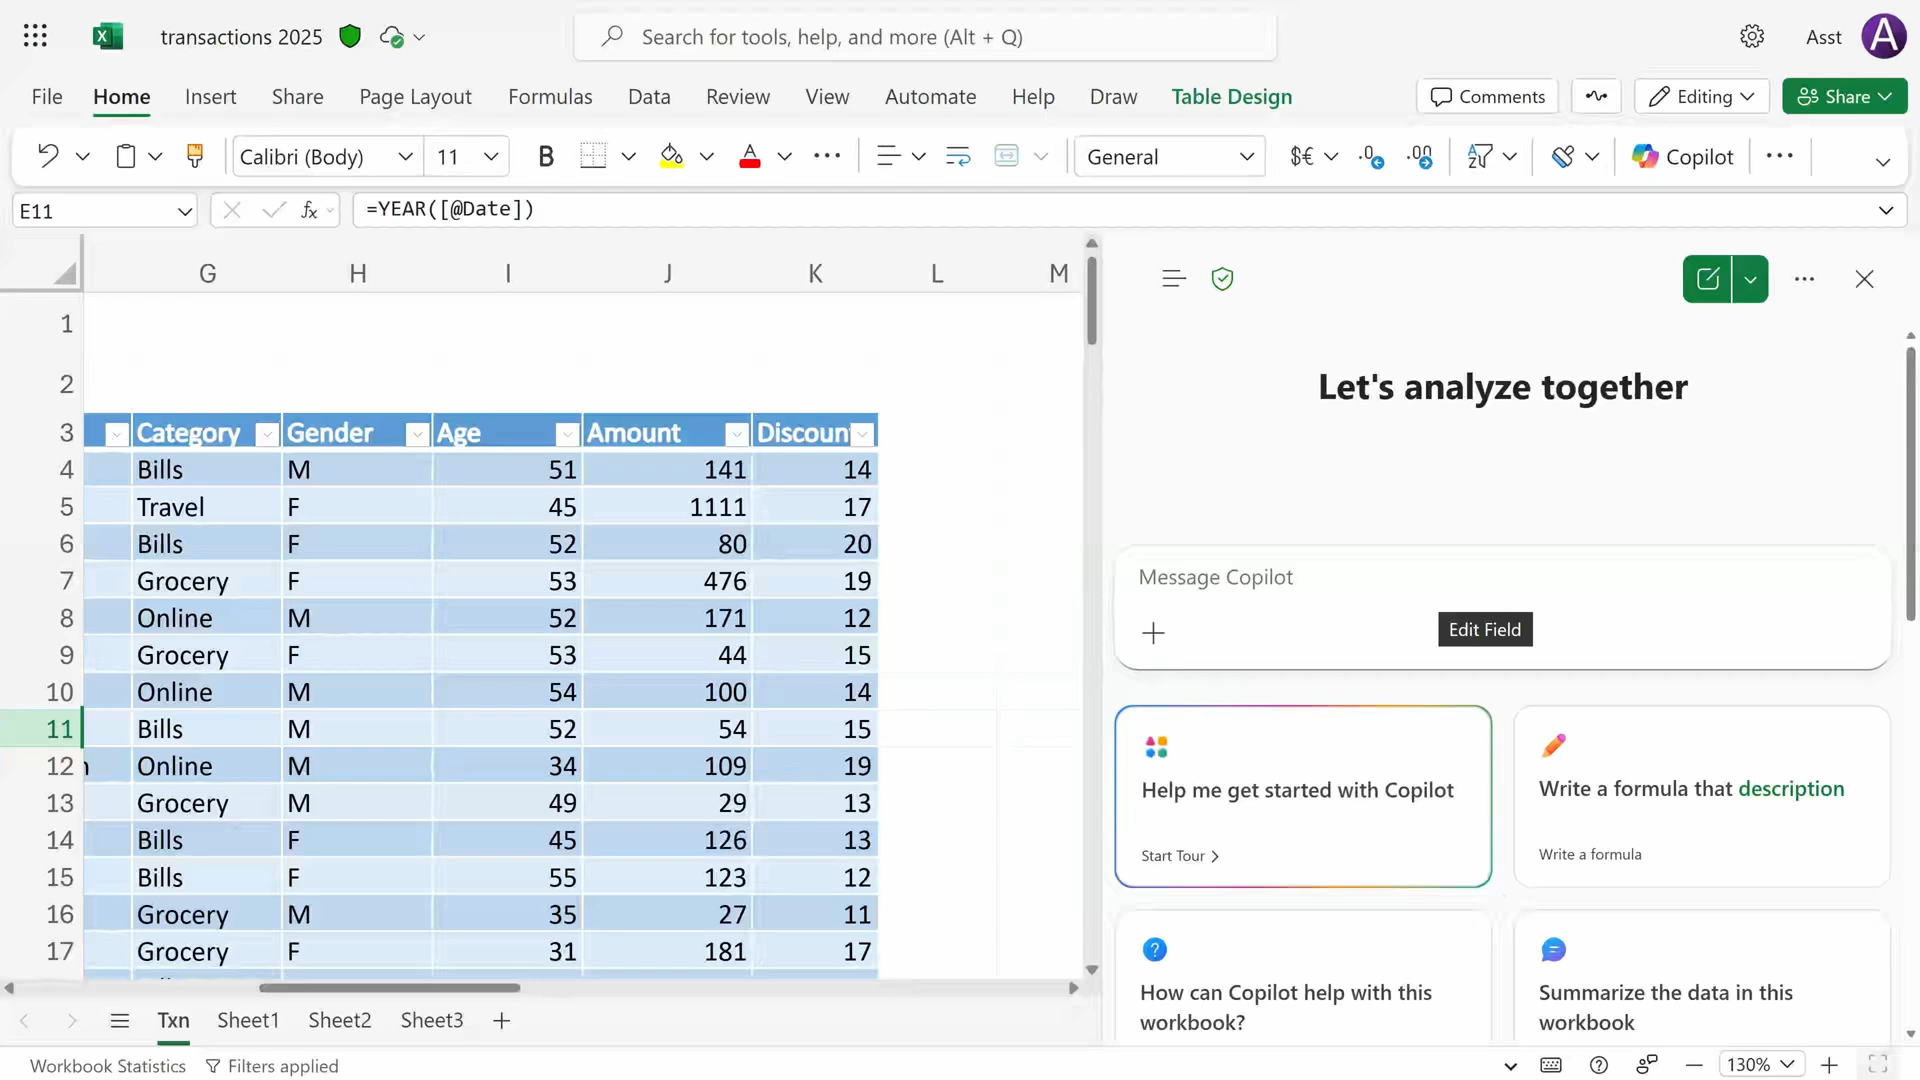 transactions 2025
Search for tools, help, and more (Alt + Q)
Asst
A
File Home Insert Share Page Layout Formulas Data Review View Automate Help Draw Table Design
Comments Editing Share
Calibri (Body) 11 B A General $€ .0 .00 Copilot
E11 fx =YEAR([@Date])
G H I J K L M
1
2
3 Category Gender Age Amount Discoun
4 Bills M 51 141 14
5 Travel F 45 1111 17
6 Bills F 52 80 20
7 Grocery F 53 476 19
8 Online M 52 171 12
9 Grocery F 53 44 15
10 Online M 54 100 14
11 Bills M 52 54 15
12 Online M 34 109 19
13 Grocery M 49 29 13
14 Bills F 45 126 13
15 Bills F 55 123 12
16 Grocery M 35 27 11
17 Grocery F 31 181 17
Let's analyze together
Message Copilot
Edit Field
Help me get started with Copilot
Start Tour
Write a formula that description
Write a formula
How can Copilot help with this
workbook?
Summarize the data in this
workbook
Txn Sheet1 Sheet2 Sheet3
Workbook Statistics Filters applied
130%